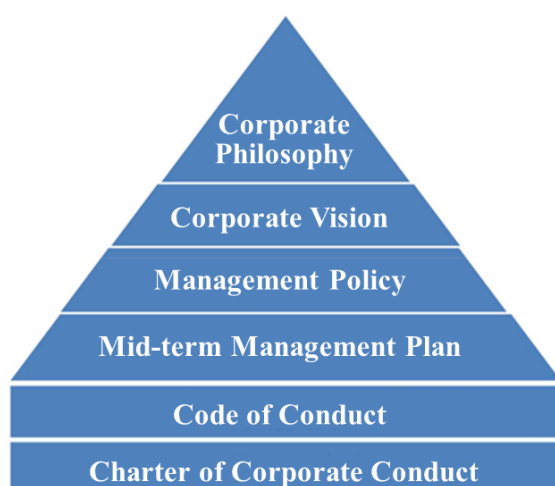 Corporate
Philosophy
Corporate Vision
Management Policy
Mid-term Management Plan
Code of Conduct
Charter of Corporate Conduct